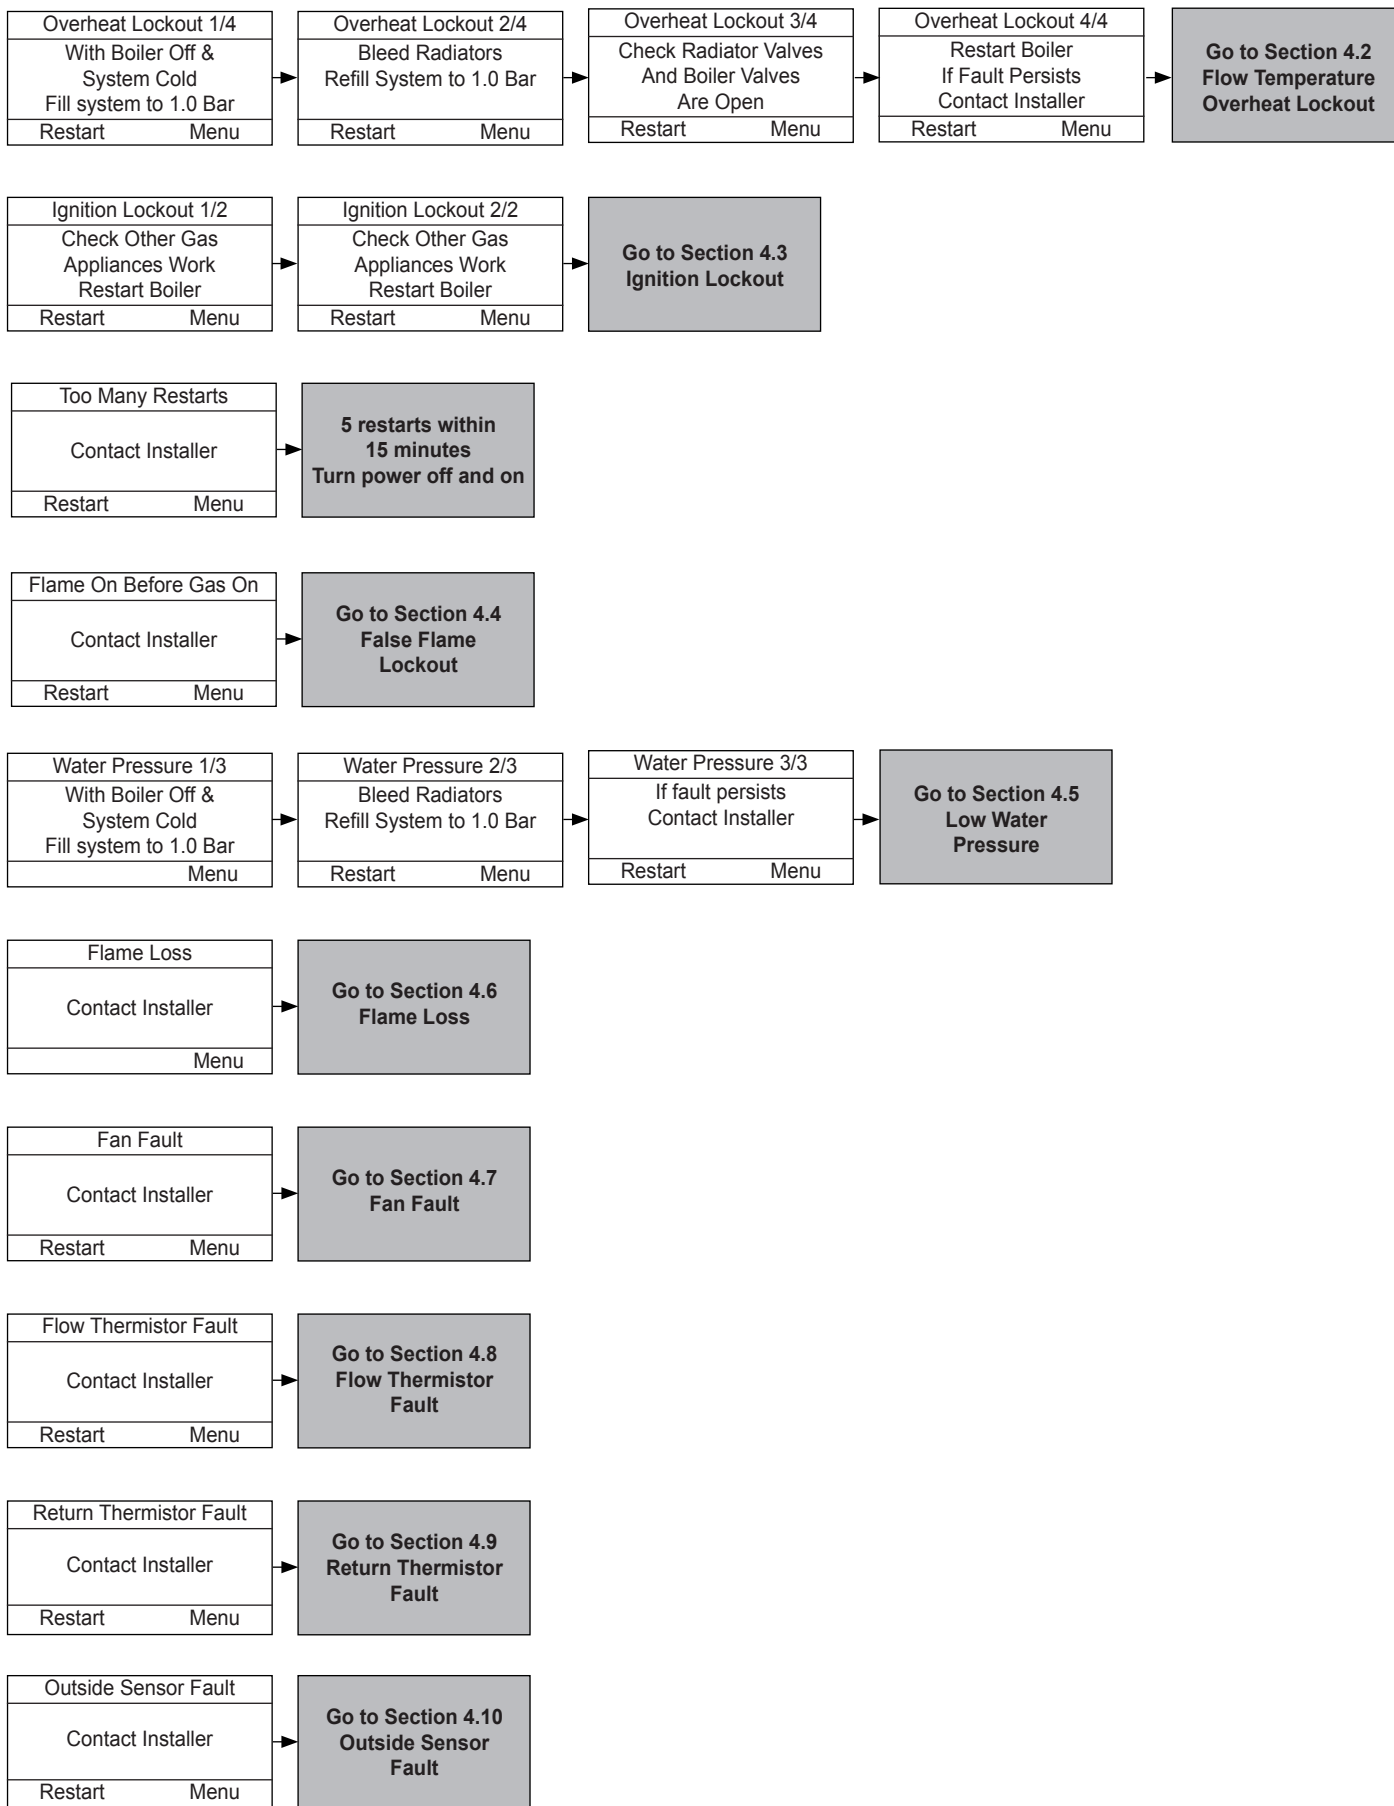 Overheat Lockout 1/4
With Boiler Off &
System Cold
Fill system to 1.0 Bar
Restart Menu
Overheat Lockout 2/4
Bleed Radiators
Refill System to 1.0 Bar
Restart Menu
Overheat Lockout 3/4
Check Radiator Valves
And Boiler Valves
Are Open
Restart Menu
Overheat Lockout 4/4
Restart Boiler
If Fault Persists
Contact Installer
Restart Menu
Go to Section 4.2
Flow Temperature
Overheat Lockout
Ignition Lockout 1/2
Check Other Gas
Appliances Work
Restart Boiler
Restart Menu
Ignition Lockout 2/2
Check Other Gas
Appliances Work
Restart Boiler
Restart Menu
Go to Section 4.3
Ignition Lockout
Too Many Restarts
Contact Installer
Restart Menu
5 restarts within
15 minutes
Turn power off and on
Flame On Before Gas On
Contact Installer
Restart Menu
Go to Section 4.4
False Flame
Lockout
Water Pressure 1/3
With Boiler Off &
System Cold
Fill system to 1.0 Bar
Menu
Water Pressure 2/3
Bleed Radiators
Refill System to 1.0 Bar
Restart Menu
Water Pressure 3/3
If fault persists
Contact Installer
Restart Menu
Go to Section 4.5
Low Water
Pressure
Flame Loss
Contact Installer
Menu
Go to Section 4.6
Flame Loss
Fan Fault
Contact Installer
Restart Menu
Go to Section 4.7
Fan Fault
Flow Thermistor Fault
Contact Installer
Restart Menu
Go to Section 4.8
Flow Thermistor
Fault
Return Thermistor Fault
Contact Installer
Restart Menu
Go to Section 4.9
Return Thermistor
Fault
Outside Sensor Fault
Contact Installer
Restart Menu
Go to Section 4.10
Outside Sensor
Fault